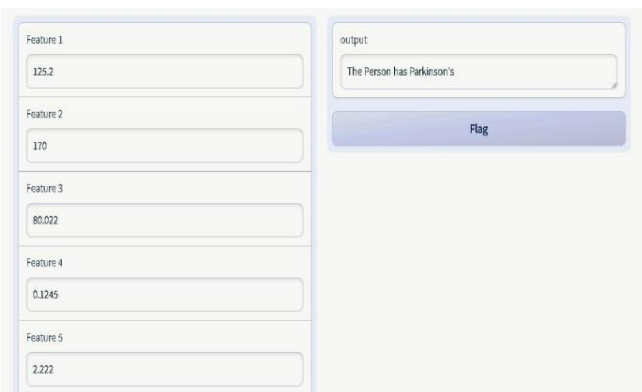 Feature 1
125.2
Feature 2
170
Feature 3
80.022
Feature 4
0.1245
Feature 5
2.222
output
The Person has Parkinson's
Flag